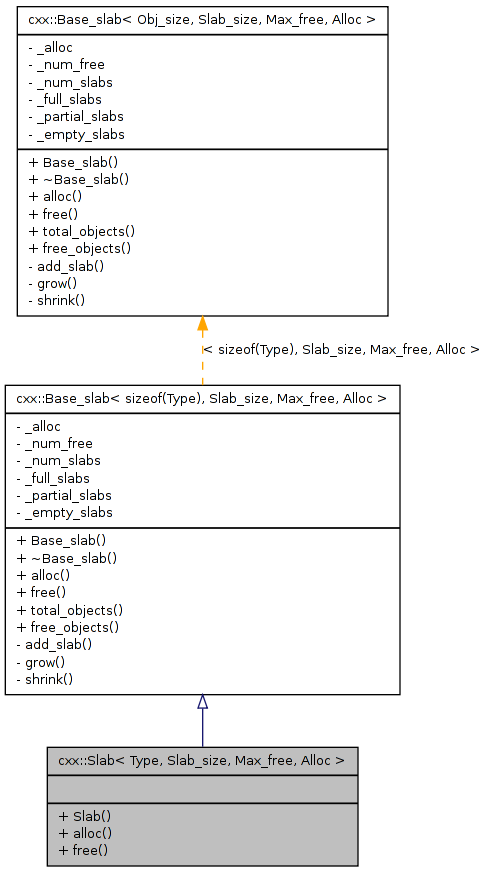 cxx::Base_slab< Obj_size, Slab_size, Max_free, Alloc >
- _alloc
- _num_free
- _num_slabs
- _full_slabs
- _partial_slabs
- _empty_slabs
+ Base_slab()
+ ~Base_slab()
+ alloc()
+ free()
+ total_objects()
+ free_objects()
- add_slab()
- grow()
- shrink()
< sizeof(Type), Slab_size, Max_free, Alloc >
cxx::Base_slab< sizeof(Type), Slab_size, Max_free, Alloc >
- _alloc
- _num_free
- _num_slabs
- _full_slabs
- _partial_slabs
- _empty_slabs
+ Base_slab()
+ ~Base_slab()
+ alloc()
+ free()
+ total_objects()
+ free_objects()
- add_slab()
- grow()
- shrink()
cxx::Slab< Type, Slab_size, Max_free, Alloc >
+ Slab()
+ alloc()
+ free()